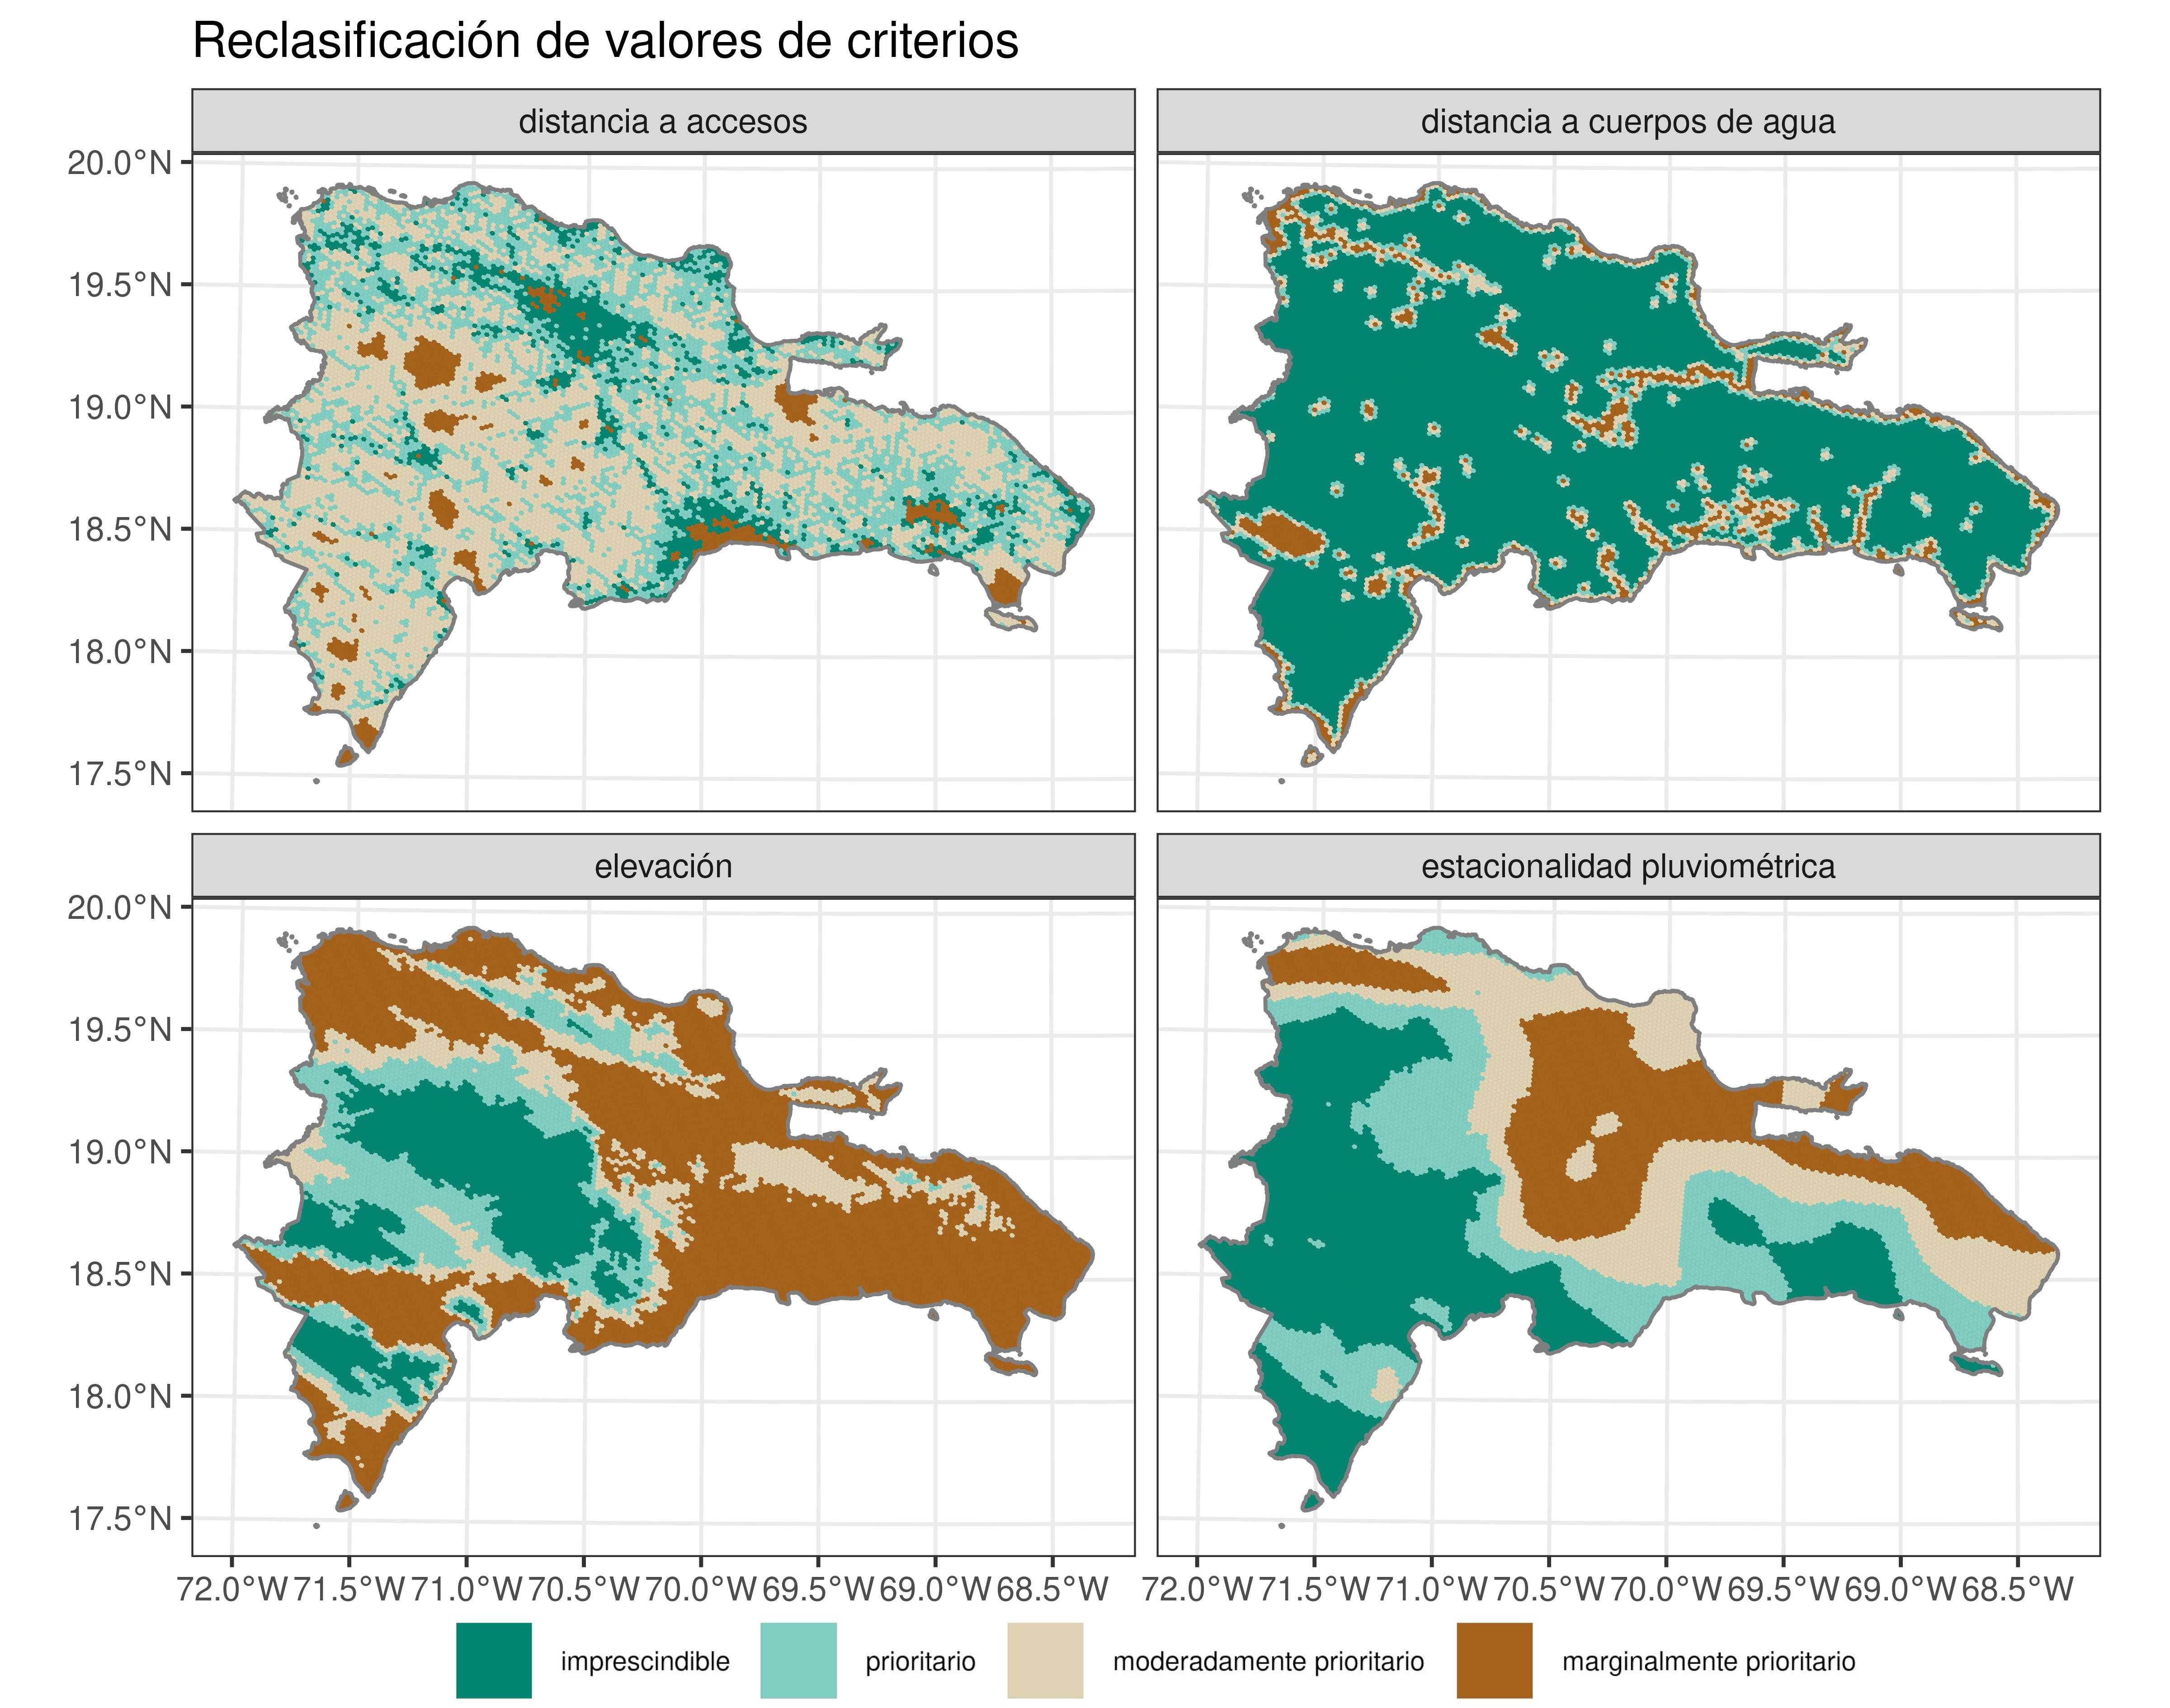 Reclasificación de valores de criterios
distancia a accesos
distancia a cuerpos de agua
20.0°N
19.5°N
19.0°N
18.5°N
18.0°N
17.5°N
elevación
estacionalidad pluviométrica
20.0°N
19.5°N
19.0°N
18.5°N
18.0°N
17.5°N
72.0°W 71.5°W 71.0°W 70.5°W 70.0°W 69.5°W 69.0°W 68.5°W
72.0°W 71.5°W 71.0°W 70.5°W 70.0°W 69.5°W 69.0°W 68.5°W
imprescindible prioritario moderadamente prioritario marginalmente prioritario